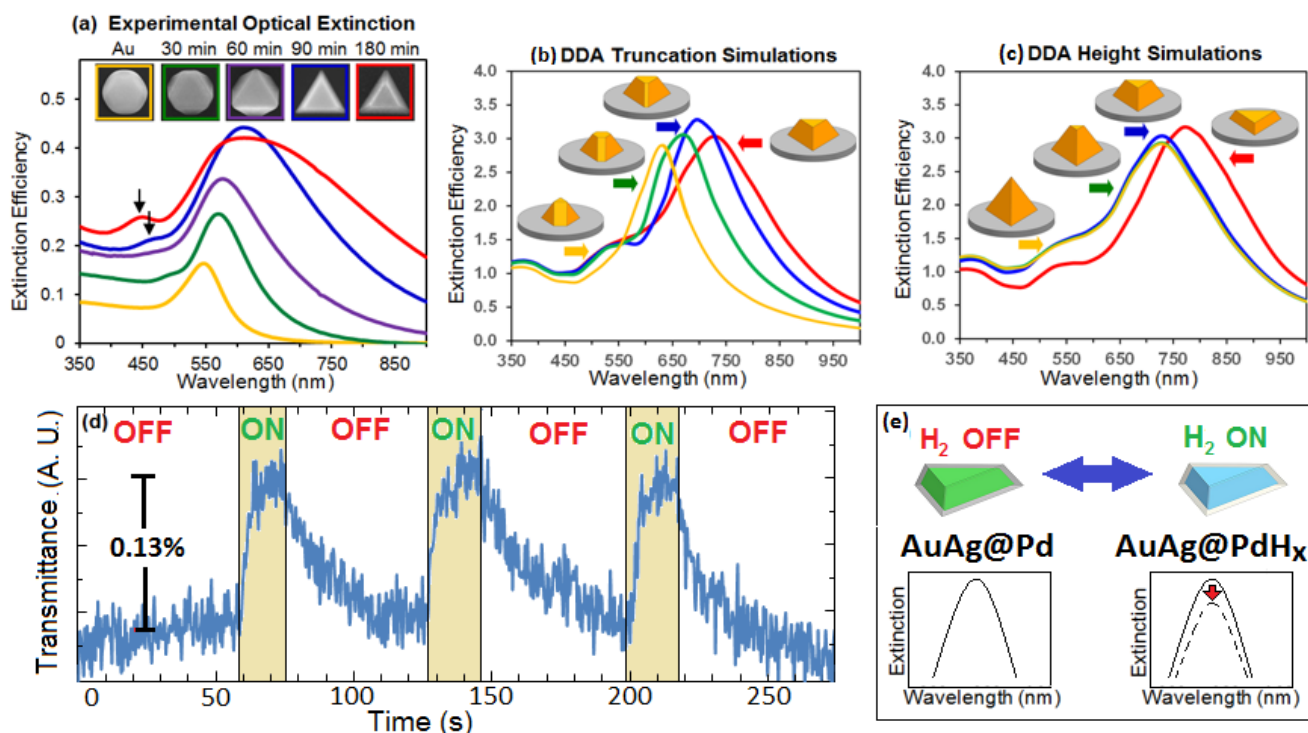 (a) Experimental Optical Extinction
Au 30 min 60 min 90 min 180 min
Extinction Efficiency
0.5
0.4
0.3
0.2
0.1
0
350 450 550 650 750 850
Wavelength (nm)
(b) DDA Truncation Simulations
Extinction Efficiency
4.0
3.5
3.0
2.5
2.0
1.5
1.0
0.5
0.0
350 450 550 650 750 850 950
Wavelength (nm)
(c) DDA Height Simulations
Extinction Efficiency
4.0
3.5
3.0
2.5
2.0
1.5
1.0
0.5
0.0
350 450 550 650 750 850 950
Wavelength (nm)
(d)
OFF ON OFF ON OFF ON OFF
0.13%
Transmittance (A. U.)
0 50 100 150 200 250
Time (s)
(e)
H2 OFF H2 ON
AuAg@Pd AuAg@PdHx
Extinction
Wavelength (nm)
Extinction
Wavelength (nm)